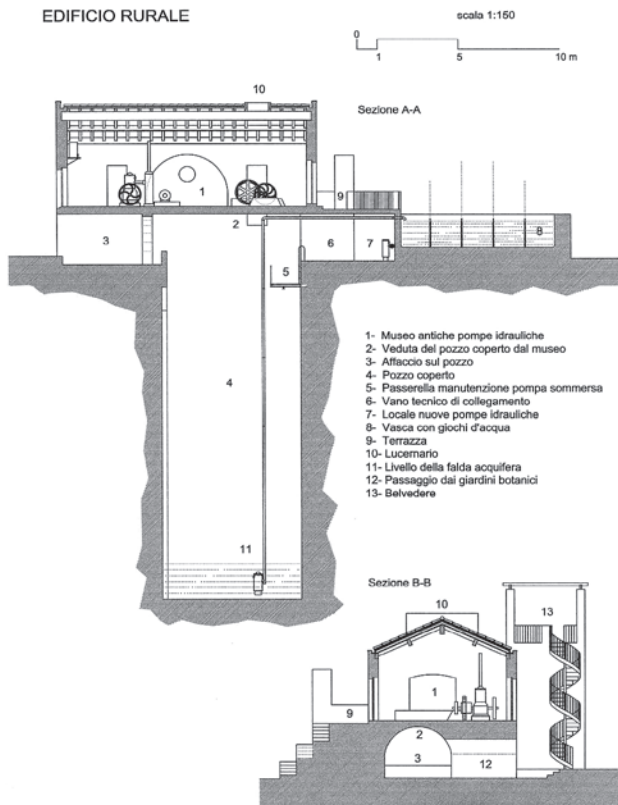 EDIFICIO RURALE
scala 1:150
0
1
5
10 m
10
Sezione A-A
1
9
2
3
6
7
8
5
4
11
1- Museo antiche pompe idrauliche
2- Veduta del pozzo coperto dal museo
3- Affaccio sul pozzo
4- Pozzo coperto
5- Passerella manutenzione pompa sommersa
6- Vano tecnico di collegamento
7- Locale nuove pompe idrauliche
8- Vasca con giochi d'acqua
9- Terrazza
10- Lucernario
11- Livello della falda acquifera
12- Passaggio dai giardini botanici
13- Belvedere
Sezione B-B
10
13
1
9
2
3
12